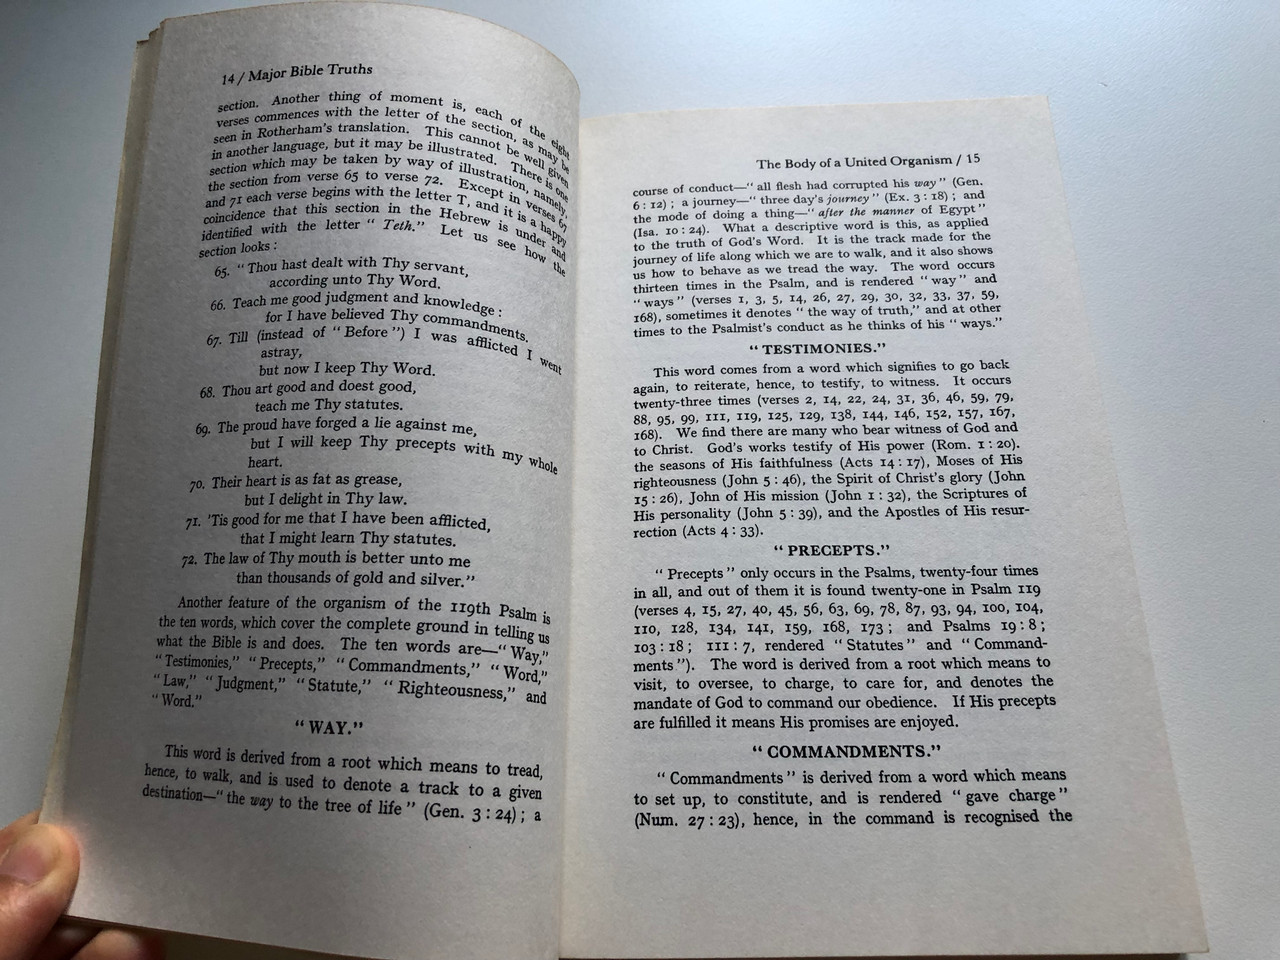 14 / Major Bible Truths
section. Another thing of moment is, each of the eight
verses commences with the letter of the section, as may be
seen in Rotherham's translation. This cannot be well given
in another language, but it may be illustrated. There is one
section which may be taken by way of illustration, namely,
the section from verse 65 to verse 72. Except in verses 67
and 71 each verse begins with the letter T, and it is a happy
coincidence that this section in the Hebrew is under and
identified with the letter “ Teth.” Let us see how the
section looks :
65. “ Thou hast dealt with Thy servant,
according unto Thy Word.
66. Teach me good judgment and knowledge :
for I have believed Thy commandments.
67. Till (instead of “ Before ”) I was afflicted I went
astray,
but now I keep Thy Word.
68. Thou art good and doest good,
teach me Thy statutes.
69. The proud have forged a lie against me,
but I will keep Thy precepts with my whole
heart.
70. Their heart is as fat as grease,
but I delight in Thy law.
71. 'Tis good for me that I have been afflicted,
that I might learn Thy statutes.
72. The law of Thy mouth is better unto me
than thousands of gold and silver.”
Another feature of the organism of the 119th Psalm is
the ten words, which cover the complete ground in telling us
what the Bible is and does. The ten words are—“ Way,”
“ Testimonies,” “ Precepts,” “ Commandments,” “ Word,”
“ Law,” “ Judgment,” “ Statute,” “ Righteousness,” and
“ Word.”
“ WAY.”
This word is derived from a root which means to tread,
hence, to walk, and is used to denote a track to a given
destination—“ the way to the tree of life ” (Gen. 3 : 24) ; a
The Body of a United Organism / 15
course of conduct—“ all flesh had corrupted his way ” (Gen.
6 : 12) ; a journey—“ three day's journey ” (Ex. 3 : 18) ; and
the mode of doing a thing—“ after the manner of Egypt ”
(Isa. 10 : 24). What a descriptive word is this, as applied
to the truth of God's Word. It is the track made for the
journey of life along which we are to walk, and it also shows
us how to behave as we tread the way. The word occurs
thirteen times in the Psalm, and is rendered “ way ” and
“ ways ” (verses 1, 3, 5, 14, 26, 27, 29, 30, 32, 33, 37, 59,
168), sometimes it denotes “ the way of truth,” and at other
times to the Psalmist's conduct as he thinks of his “ ways.”
“ TESTIMONIES.”
This word comes from a word which signifies to go back
again, to reiterate, hence, to testify, to witness. It occurs
twenty-three times (verses 2, 14, 22, 24, 31, 36, 46, 59, 79,
88, 95, 99, 111, 119, 125, 129, 138, 144, 146, 152, 157, 167,
168). We find there are many who bear witness of God and
to Christ. God's works testify of His power (Rom. 1 : 20).
the seasons of His faithfulness (Acts 14 : 17), Moses of His
righteousness (John 5 : 46), the Spirit of Christ's glory (John
15 : 26), John of His mission (John 1 : 32), the Scriptures of
His personality (John 5 : 39), and the Apostles of His resur-
rection (Acts 4 : 33).
“ PRECEPTS.”
“ Precepts ” only occurs in the Psalms, twenty-four times
in all, and out of them it is found twenty-one in Psalm 119
(verses 4, 15, 27, 40, 45, 56, 63, 69, 78, 87, 93, 94, 100, 104,
110, 128, 134, 141, 159, 168, 173 ; and Psalms 19 : 8 ;
103 : 18 ; 111 : 7, rendered “ Statutes ” and “ Command-
ments ”). The word is derived from a root which means to
visit, to oversee, to charge, to care for, and denotes the
mandate of God to command our obedience. If His precepts
are fulfilled it means His promises are enjoyed.
“ COMMANDMENTS.”
“ Commandments ” is derived from a word which means
to set up, to constitute, and is rendered “ gave charge ”
(Num. 27 : 23), hence, in the command is recognised the